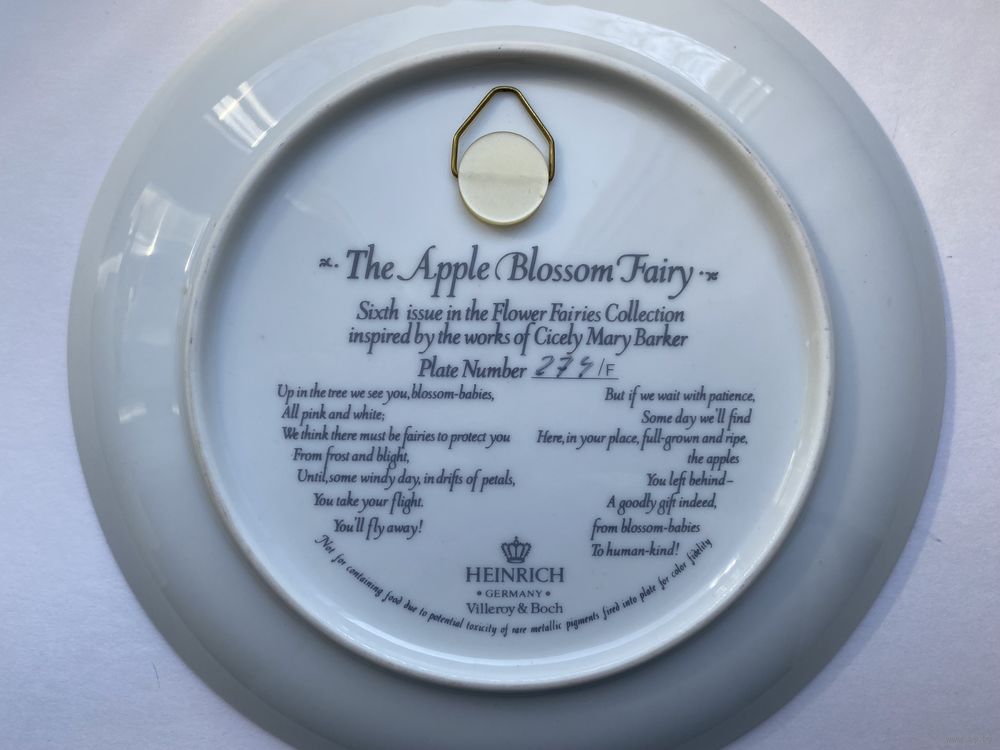 The Apple Blossom Fairy
Sixth issue in the Flower Fairies Collection
inspired by the works of Cicely Mary Barker
Plate Number 274/F
Up in the tree we see you, blossom-babies,
All pink and white;
We think there must be fairies to protect you
From frost and blight,
Until, some windy day, in drifts of petals,
You take your flight.
You'll fly away!
But if we wait with patience,
Some day we'll find
Here, in your place, full-grown and ripe,
the apples
You left behind–
A goodly gift indeed,
from blossom-babies
To human-kind!
HEINRICH
• GERMANY •
Villeroy & Boch
Not for containing food due to potential toxicity of rare metallic pigments fired into plate for color fidelity